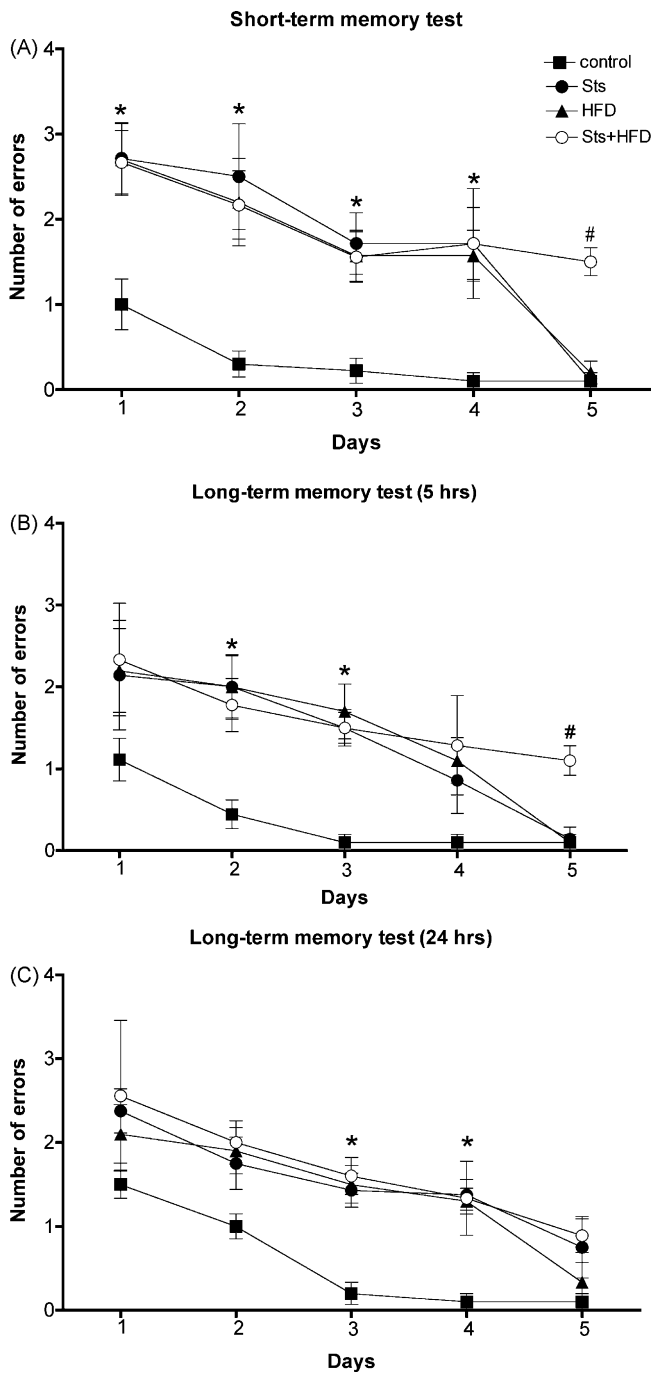 Short-term memory test
(A)
4
3
2
1
0
Number of errors
* * * * #
control
Sts
HFD
Sts+HFD
1 2 3 4 5
Days
Long-term memory test (5 hrs)
(B)
4
3
2
1
0
Number of errors
* * #
1 2 3 4 5
Days
Long-term memory test (24 hrs)
(C)
4
3
2
1
0
Number of errors
* *
1 2 3 4 5
Days